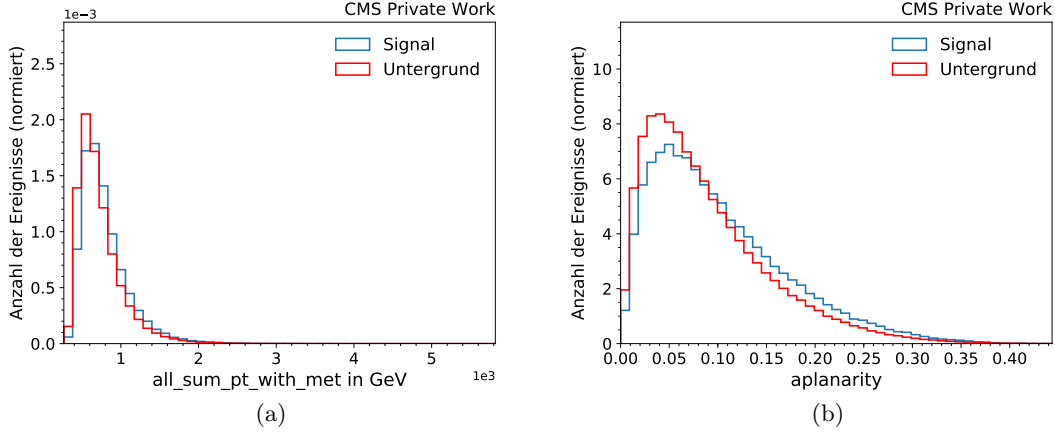 CMS Private Work
1e−3
Signal
Untergrund
Anzahl der Ereignisse (normiert)
2.5
2.0
1.5
1.0
0.5
0.0
1 2 3 4 5
1e3
all_sum_pt_with_met in GeV
(a)
CMS Private Work
Signal
Untergrund
Anzahl der Ereignisse (normiert)
10
8
6
4
2
0
0.00 0.05 0.10 0.15 0.20 0.25 0.30 0.35 0.40
aplanarity
(b)